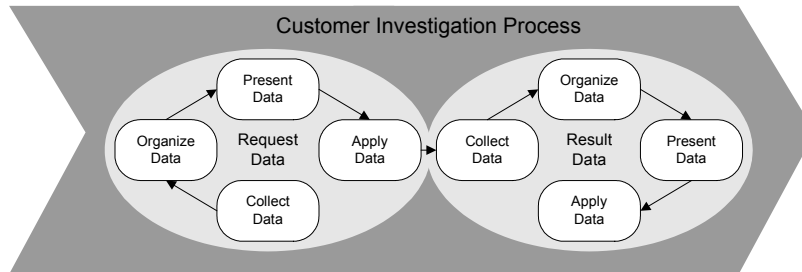 Customer Investigation Process
Present
Data
Organize
Data
Request
Data
Apply
Data
Collect
Data
Organize
Data
Collect
Data
Result
Data
Present
Data
Apply
Data